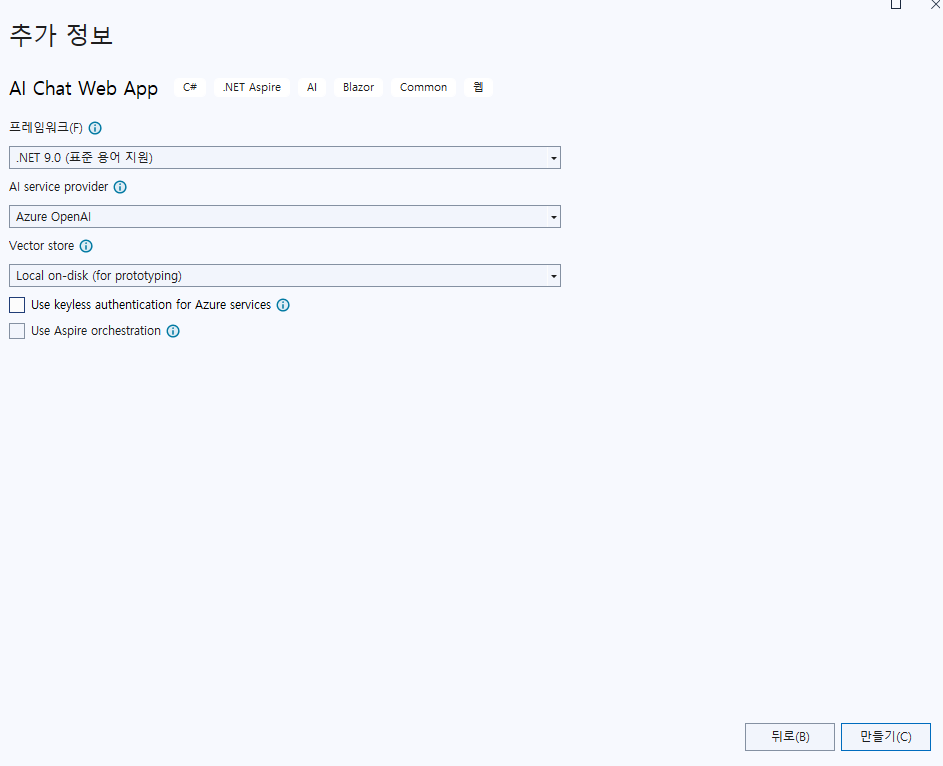 추가 정보
AI Chat Web App C# .NET Aspire AI Blazor Common 웹
프레임워크(F)
.NET 9.0 (표준 용어 지원)
AI service provider
Azure OpenAI
Vector store
Local on-disk (for prototyping)
Use keyless authentication for Azure services
Use Aspire orchestration
뒤로(B) 만들기(C)